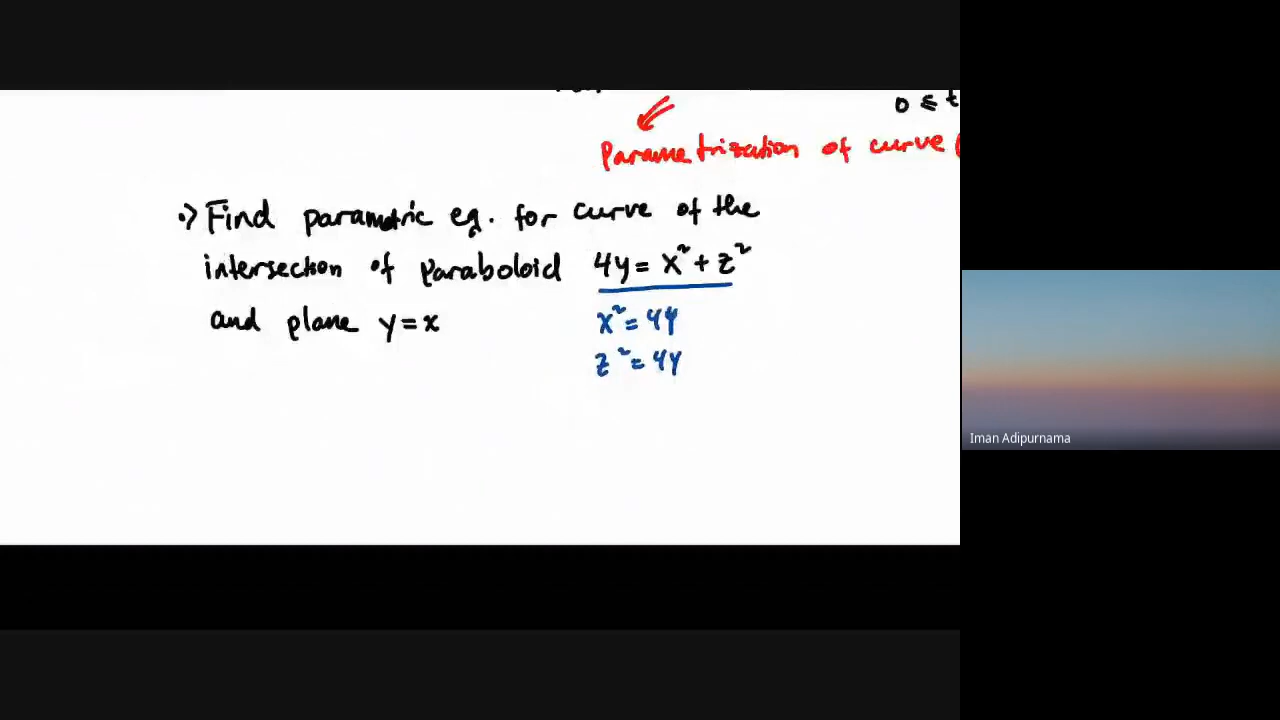 0 ≤ t
Parametrization of curve
•) Find parametric eq. for curve of the
intersection of paraboloid 4y = x² + z²
and plane y = x
x² = 4y
z² = 4y
Iman Adipurnama